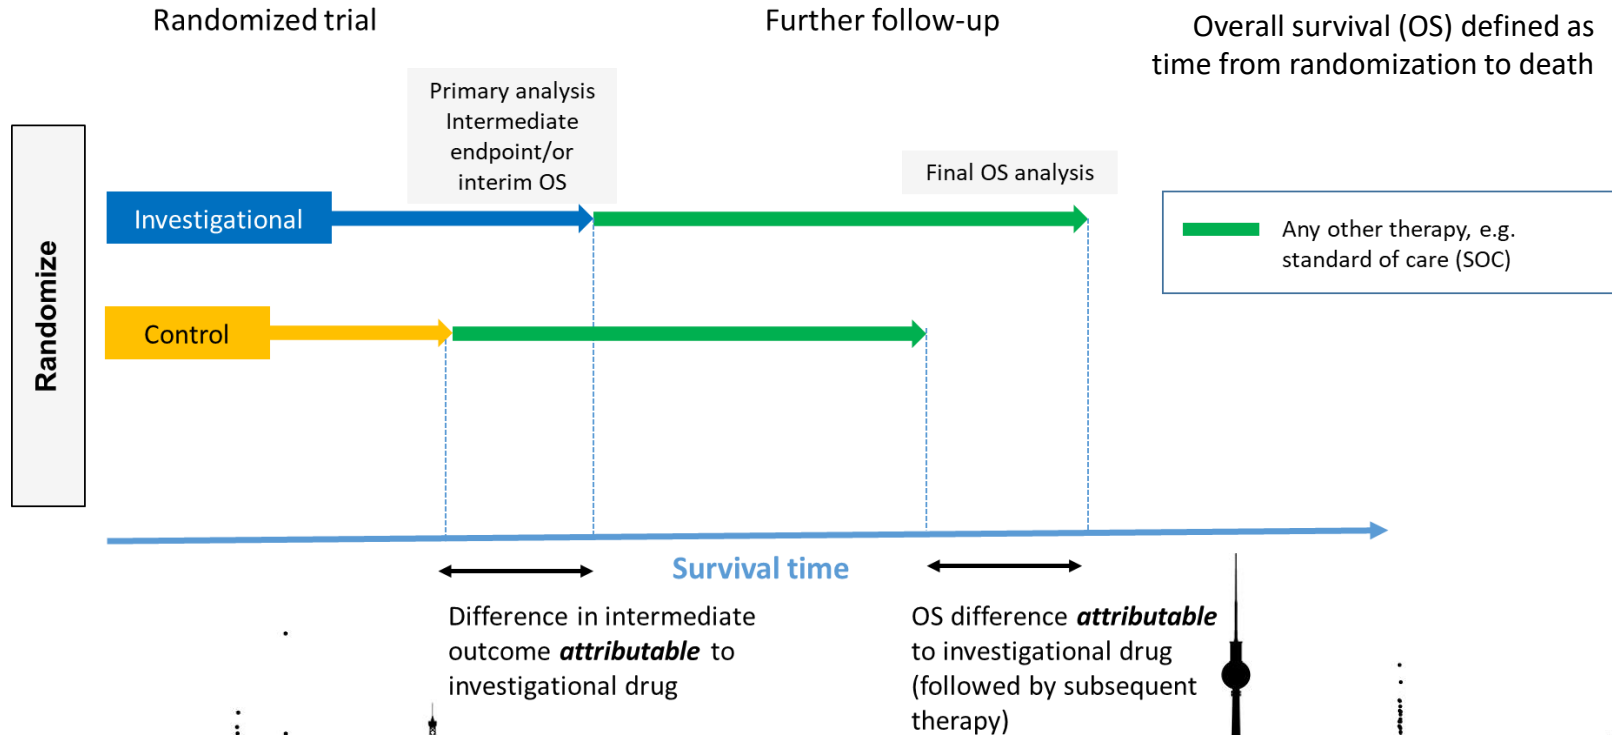 Randomized trial
Further follow-up
Overall survival (OS) defined as
time from randomization to death
Primary analysis
Intermediate
endpoint/or
interim OS
Final OS analysis
Randomize
Investigational
Control
Any other therapy, e.g.
standard of care (SOC)
Survival time
Difference in intermediate
outcome attributable to
investigational drug
OS difference attributable
to investigational drug
(followed by subsequent
therapy)